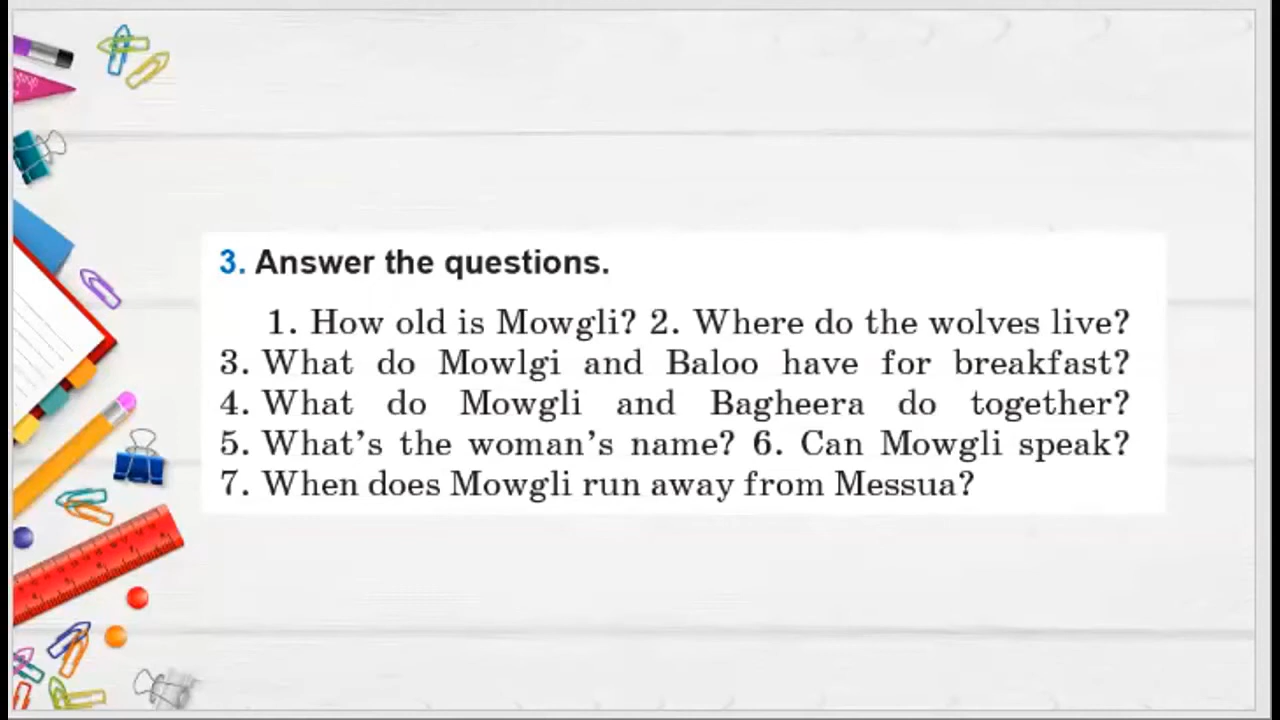 3. Answer the questions.
1. How old is Mowgli? 2. Where do the wolves live?
3. What do Mowlgi and Baloo have for breakfast?
4. What do Mowgli and Bagheera do together?
5. What's the woman's name? 6. Can Mowgli speak?
7. When does Mowgli run away from Messua?